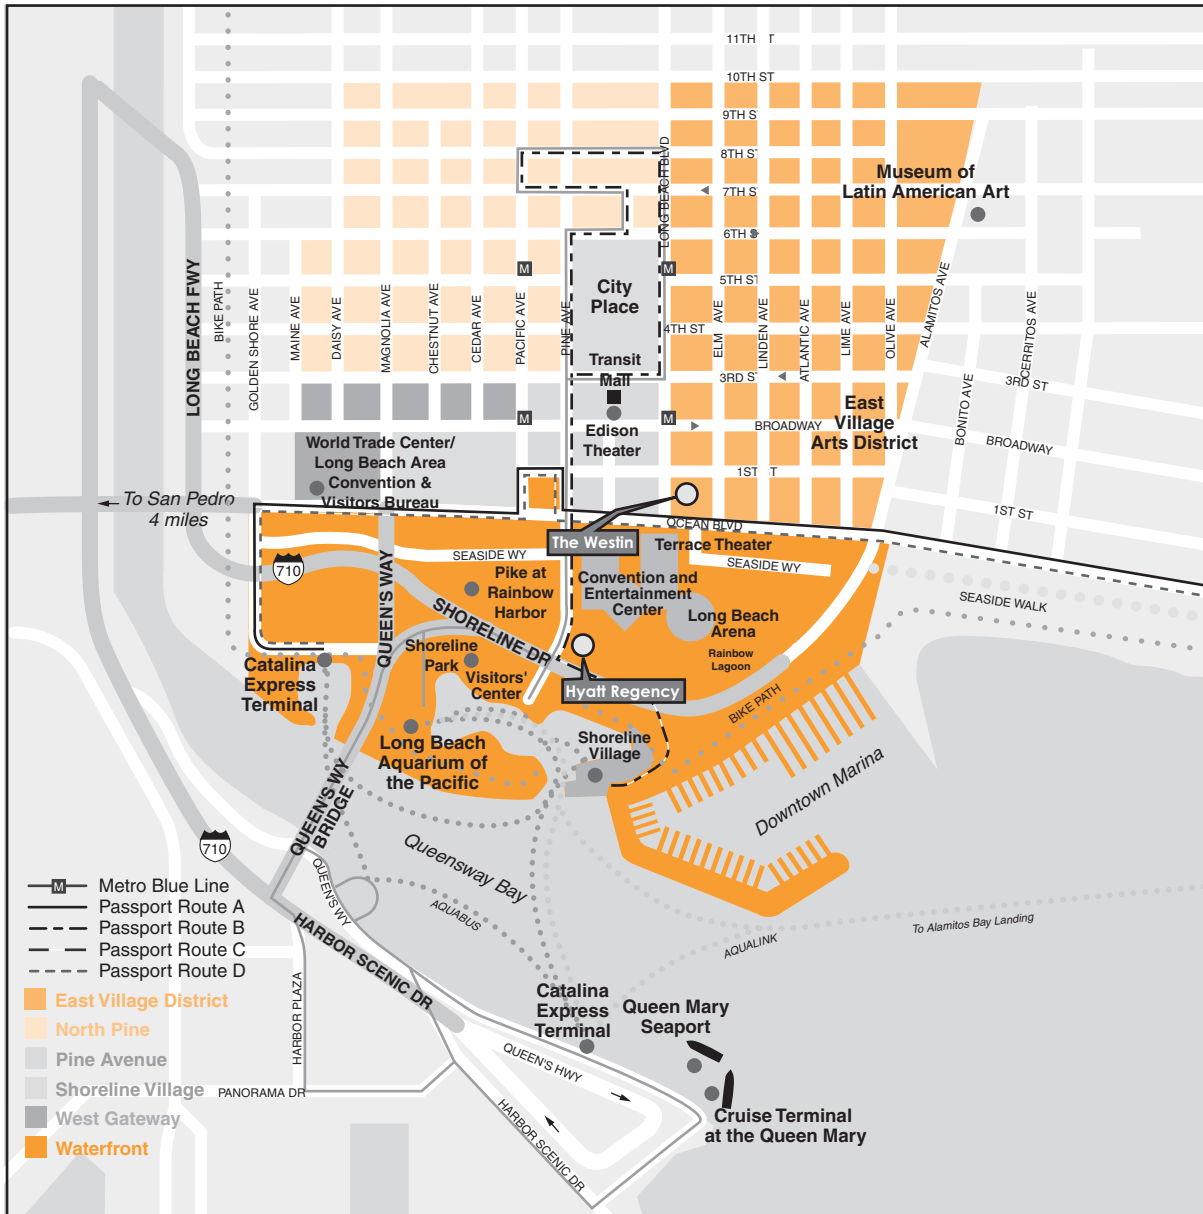 11TH ST
10TH ST
9TH ST
8TH ST
7TH ST
6TH ST
5TH ST
4TH ST
3RD ST
BROADWAY
1ST ST
OCEAN BLVD
LONG BEACH BLVD
Museum of
Latin American Art
LONG BEACH FWY
BIKE PATH
GOLDEN SHORE AVE
MAINE AVE
DAISY AVE
MAGNOLIA AVE
CHESTNUT AVE
CEDAR AVE
PACIFIC AVE
PINE AVE
ELM AVE
LINDEN AVE
ATLANTIC AVE
LIME AVE
OLIVE AVE
ALAMITOS AVE
BONITO AVE
CERRITOS AVE
3RD ST
BROADWAY
1ST ST
M
M
M
M
City
Place
Transit
Mall
Edison
Theater
East
Village
Arts District
World Trade Center/
Long Beach Area
Convention &
Visitors Bureau
To San Pedro
4 miles
The Westin
Terrace Theater
SEASIDE WY
SEASIDE WY
SEASIDE WALK
710
QUEEN'S WAY
Pike at
Rainbow
Harbor
SHORELINE DR
Convention and
Entertainment
Center
Long Beach
Arena
Rainbow
Lagoon
Hyatt Regency
Shoreline
Park
Visitors'
Center
Catalina
Express
Terminal
Long Beach
Aquarium of
the Pacific
Shoreline
Village
BIKE PATH
Downtown Marina
QUEEN'S WY
BRIDGE
710
Queensway Bay
QUEEN'S WY
AQUABUS
AQUALINK
To Alamitos Bay Landing
HARBOR SCENIC DR
HARBOR PLAZA
PANORAMA DR
Catalina
Express
Terminal
Queen Mary
Seaport
QUEEN'S HWY
HARBOR SCENIC DR
Cruise Terminal
at the Queen Mary
M Metro Blue Line
Passport Route A
Passport Route B
Passport Route C
Passport Route D
East Village District
North Pine
Pine Avenue
Shoreline Village
West Gateway
Waterfront